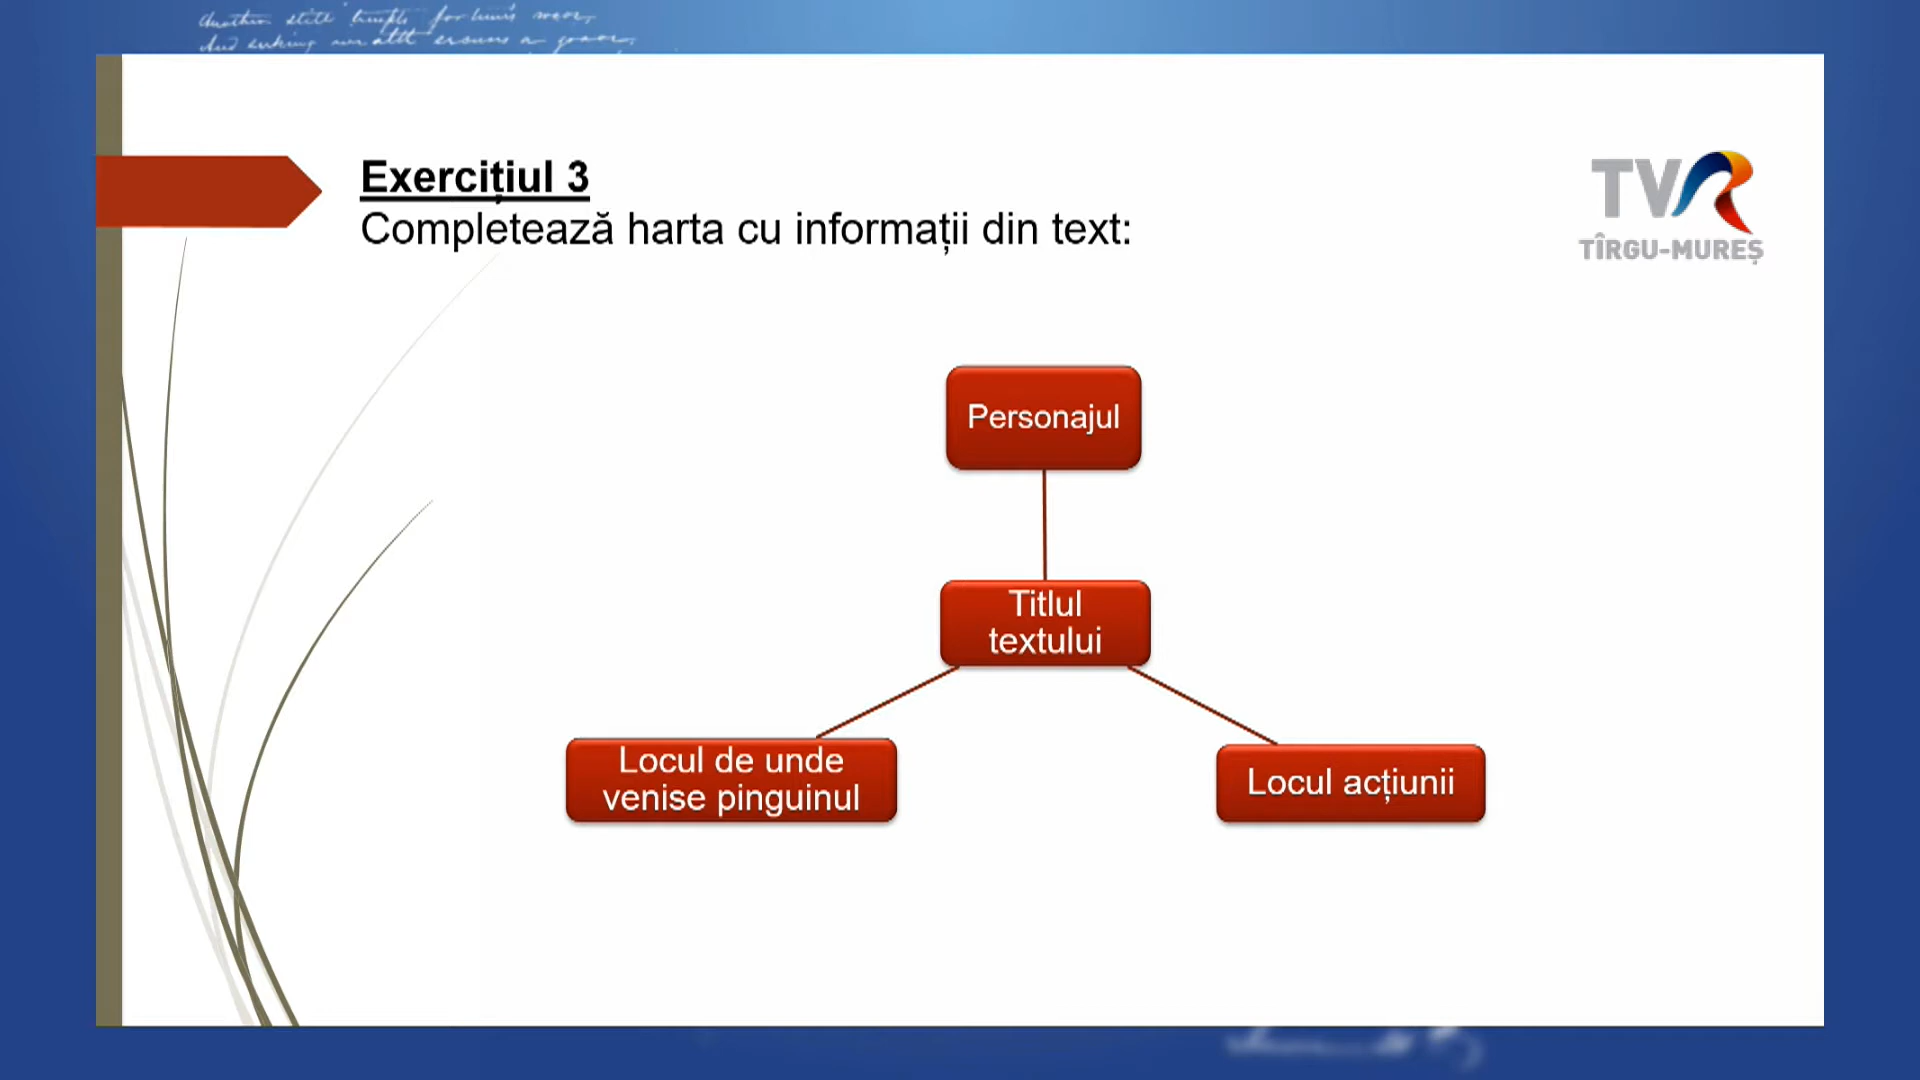 Exercițiul 3
Completează harta cu informații din text:
TVR
TÎRGU-MUREȘ
Personajul
Titlul
textului
Locul de unde
venise pinguinul
Locul acțiunii